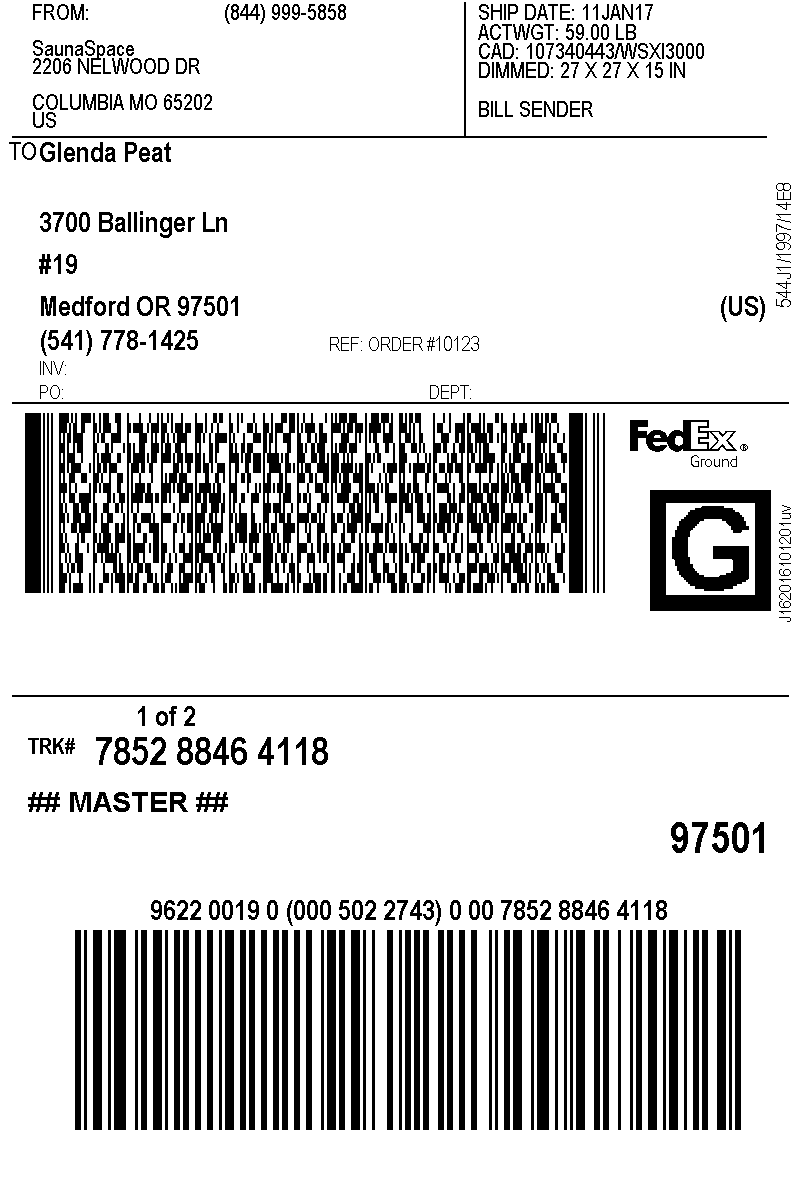 FROM: (844) 999-5858
SaunaSpace
2206 NELWOOD DR
COLUMBIA MO 65202
US
SHIP DATE: 11JAN17
ACTWGT: 59.00 LB
CAD: 107340443/WSXI3000
DIMMED: 27 X 27 X 15 IN
BILL SENDER
TO Glenda Peat
3700 Ballinger Ln
#19
Medford OR 97501 (US)
(541) 778-1425 REF: ORDER #10123
INV:
PO: DEPT:
544J1/1997/14E8
FedEx®
Ground
G
J162016101201uv
1 of 2
TRK# 7852 8846 4118
## MASTER ##
97501
9622 0019 0 (000 502 2743) 0 00 7852 8846 4118